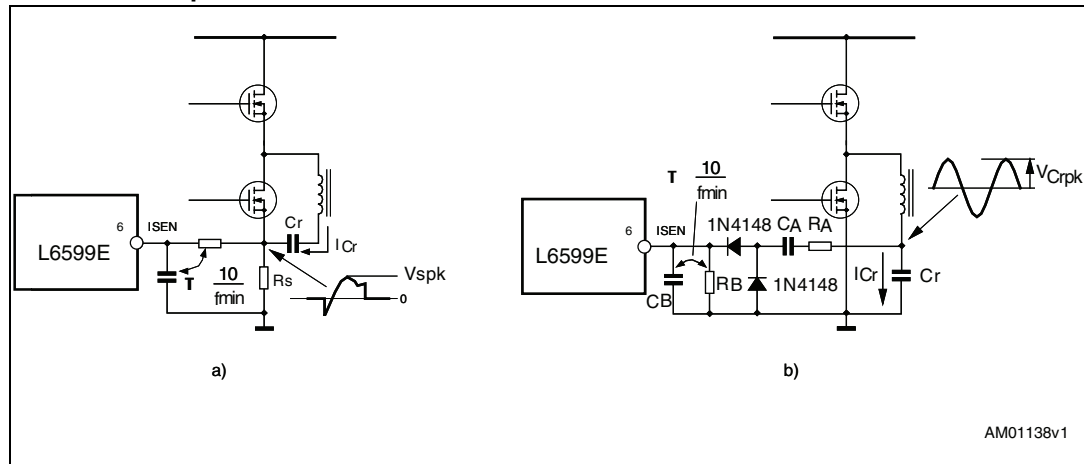 L6599E
6
ISEN
T
10
fmin
Cr
ICr
Rs
Vspk
0
a)
L6599E
6
ISEN
T
10
fmin
1N4148
CA
RA
CB
RB
1N4148
ICr
Cr
VCrpk
b)
AM01138v1